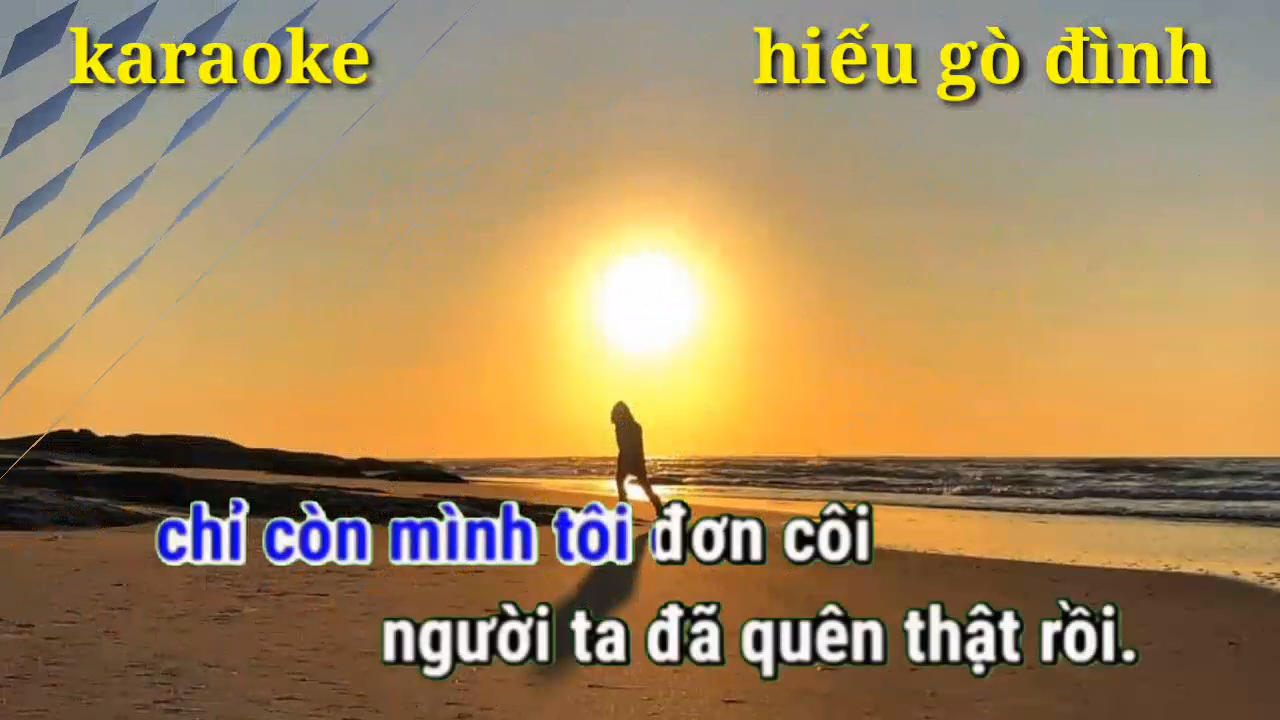 karaoke
hiếu gò đình
chỉ còn mình tôi đơn côi
người ta đã quên thật rồi.